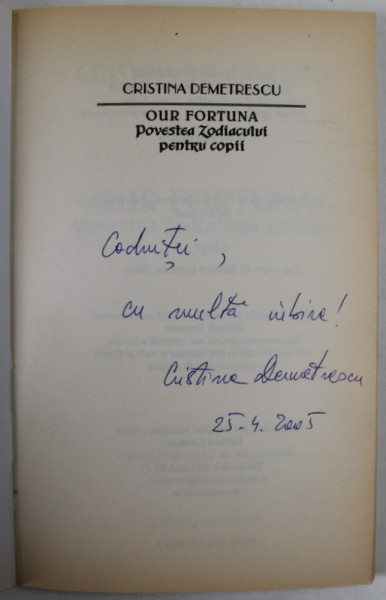 CRISTINA DEMETRESCU
OUR FORTUNA
Povestea Zodiacului
pentru copii
Codruței,
cu multă iubire!
Cristina Demetrescu
25-4.2005